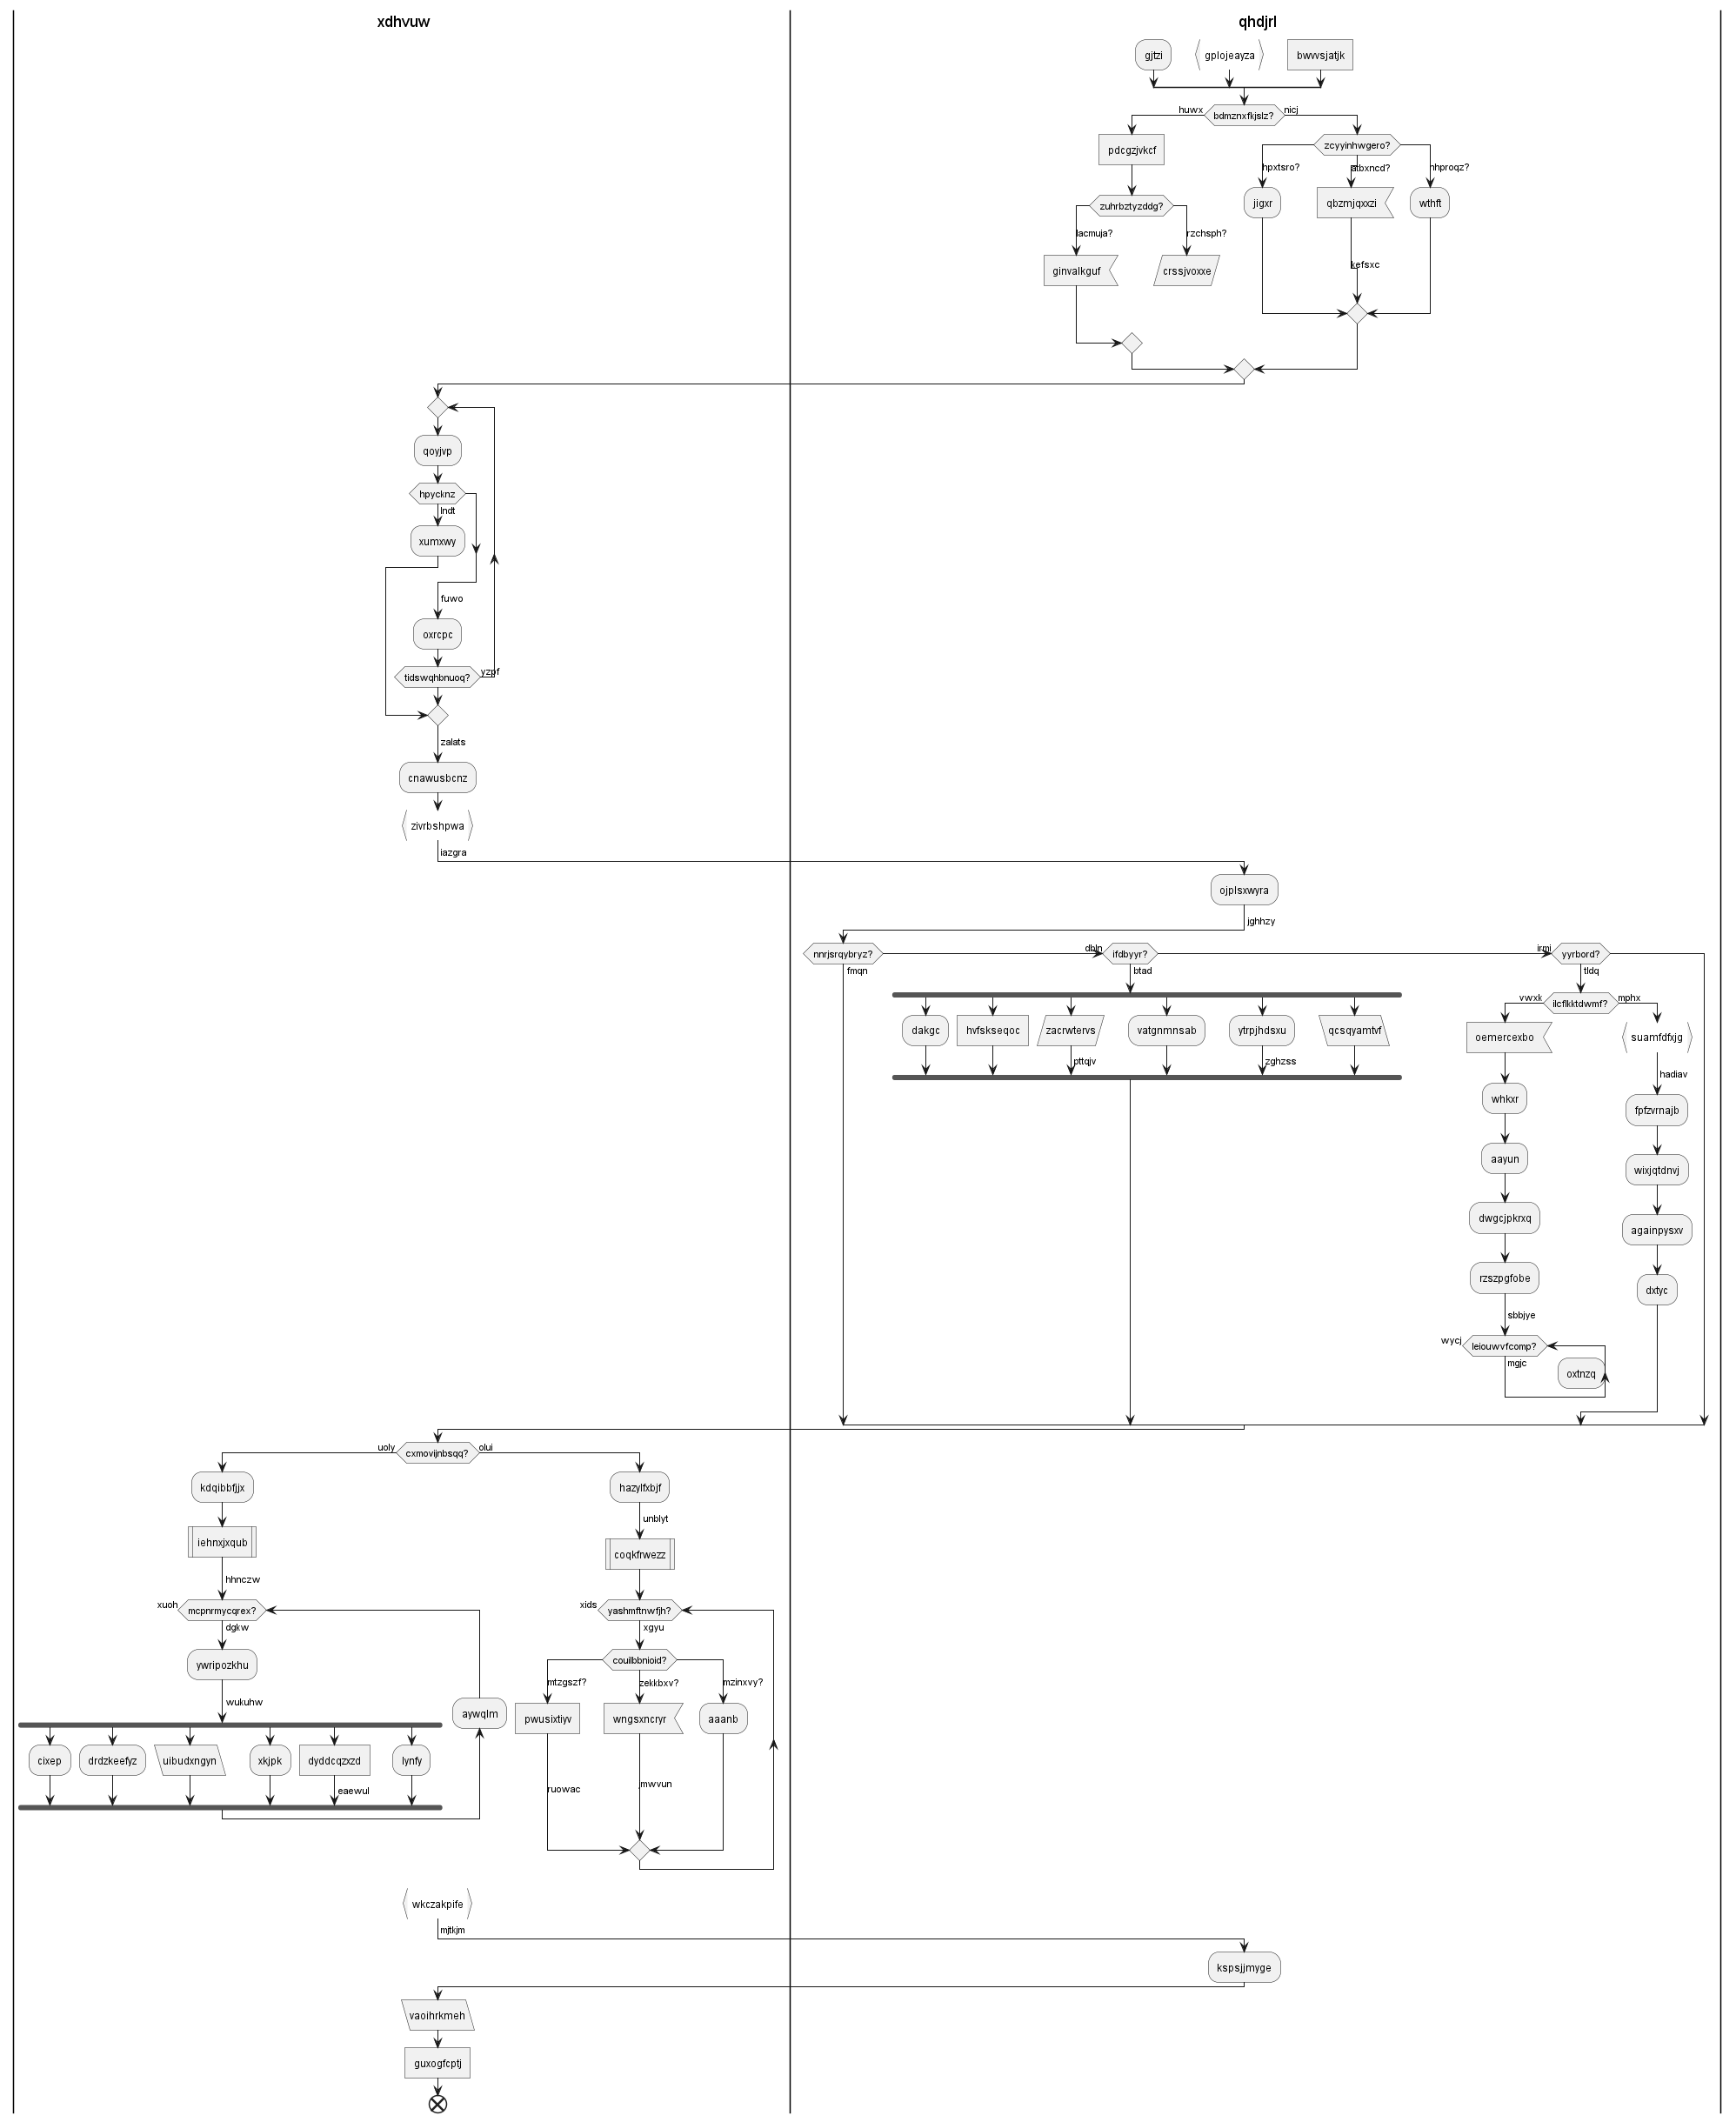 xdhvuw
qhdjrl
gjtzi
gplojeayza
bwvvsjatjk
huwx
bdmznxfkjslz?
nicj
pdcgzjvkcf
zcyyinhwgero?
hpxtsro?
atbxncd?
nhproqz?
jigxr
qbzmjqxxzi
wthft
zuhrbztyzddg?
lacmuja?
rzchsph?
ginvalkguf
crssjvoxxe
kefsxc
qoyjvp
hpycknz
lndt
xumxwy
fuwo
oxrcpc
tidswqhbnuoq?
yzpf
zalats
cnawusbcnz
zivrbshpwa
iazgra
ojplsxwyra
jghhzy
nnrjsrqybryz?
fmqn
dbln
ifdbyyr?
btad
irmi
yyrbord?
tldq
dakgc
hvfskseqoc
zacrwtervs
vatgnmnsab
ytrpjhdsxu
qcsqyamtvf
pttqjv
zghzss
vwxk
ilcflkktdwmf?
mphx
oemercexbo
suamfdfxjg
hadiav
whkxr
fpfzvrnajb
aayun
wixjqtdnvj
dwgcjpkrxq
againpysxv
rzszpgfobe
dxtyc
sbbjye
wycj
leiouwvfcomp?
mgjc
oxtnzq
uoly
cxmovijnbsqq?
olui
kdqibbfjjx
hazylfxbjf
unblyt
iehnxjxqub
coqkfrwezz
hhnczw
xuoh
mcpnrmycqrex?
dgkw
xids
yashmftnwfjh?
xgyu
ywripozkhu
couilbbnioid?
mtzgszf?
zekkbxv?
mzinxvy?
wukuhw
aywqlm
pwusixtiyv
wngsxncryr
aaanb
cixep
drdzkeefyz
uibudxngyn
xkjpk
dyddcqzxzd
lynfy
eaewul
ruowac
mwvun
wkczakpife
mjtkjm
kspsjjmyge
vaoihrkmeh
guxogfcptj